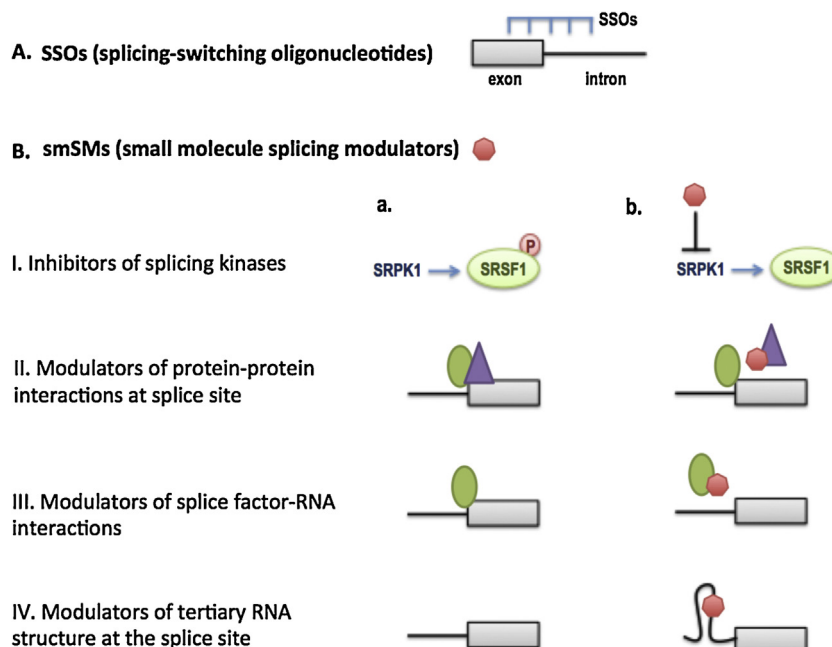 SSOs
A. SSOs (splicing-switching oligonucleotides)
exon intron
B. smSMs (small molecule splicing modulators)
a. b.
I. Inhibitors of splicing kinases
P
SRPK1 SRSF1
SRPK1 SRSF1
II. Modulators of protein-protein
interactions at splice site
III. Modulators of splice factor-RNA
interactions
IV. Modulators of tertiary RNA
structure at the splice site